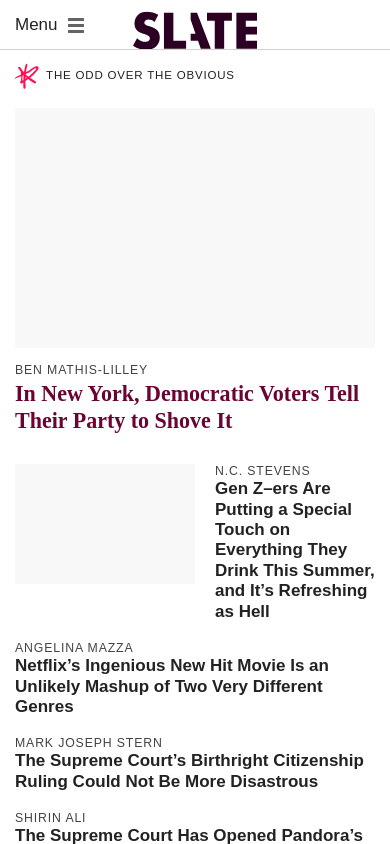 Menu
SLATE
THE ODD OVER THE OBVIOUS
BEN MATHIS-LILLEY
In New York, Democratic Voters Tell
Their Party to Shove It
N.C. STEVENS
Gen Z–ers Are
Putting a Special
Touch on
Everything They
Drink This Summer,
and It’s Refreshing
as Hell
ANGELINA MAZZA
Netflix’s Ingenious New Hit Movie Is an
Unlikely Mashup of Two Very Different
Genres
MARK JOSEPH STERN
The Supreme Court’s Birthright Citizenship
Ruling Could Not Be More Disastrous
SHIRIN ALI
The Supreme Court Has Opened Pandora’s